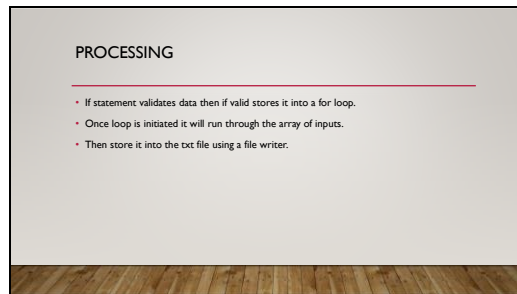 PROCESSING
• If statement validates data then if valid stores it into a for loop.
• Once loop is initiated it will run through the array of inputs.
• Then store it into the txt file using a file writer.